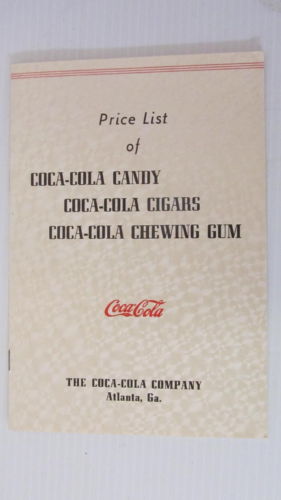 Price List
of
COCA-COLA CANDY
COCA-COLA CIGARS
COCA-COLA CHEWING GUM
Coca-Cola
THE COCA-COLA COMPANY
Atlanta, Ga.